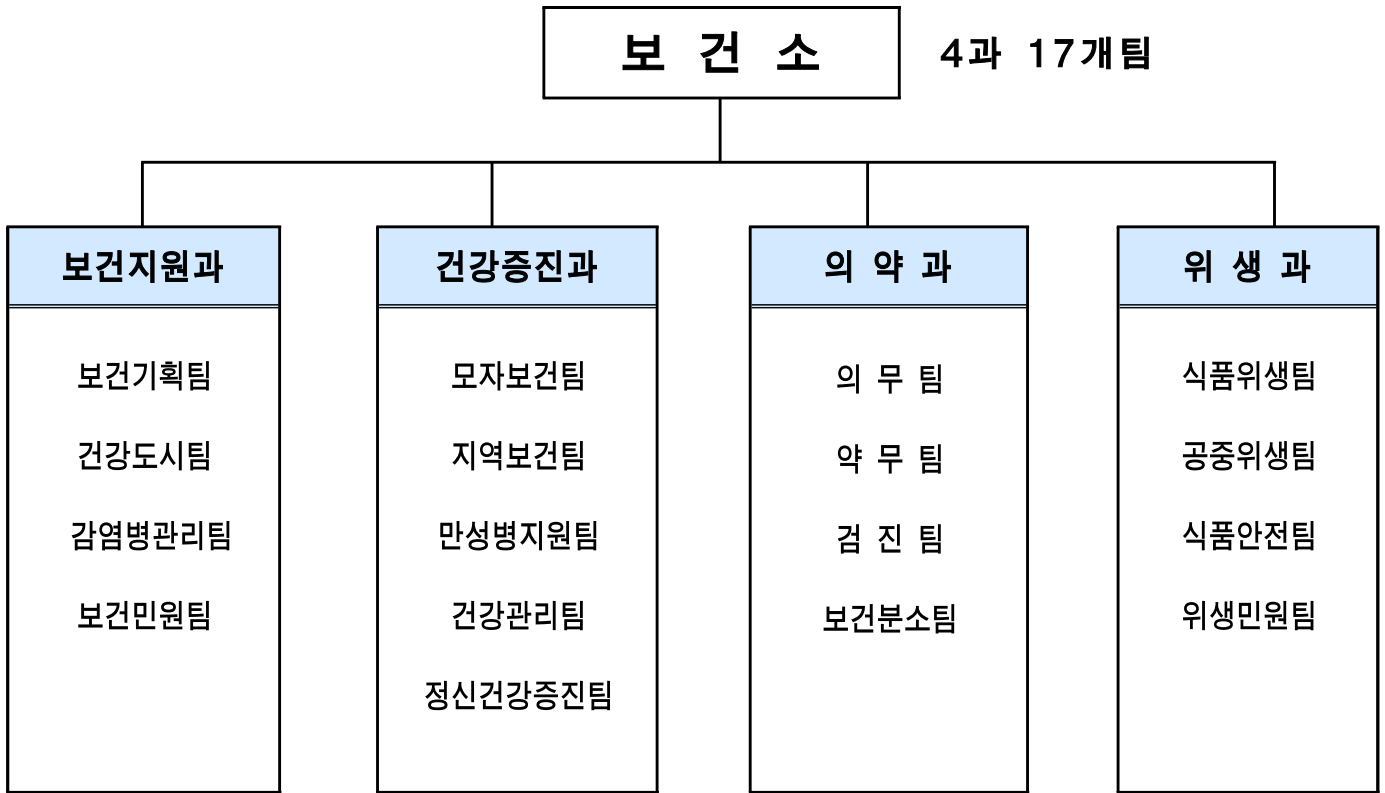 보 건 소
4과 17개팀
보건지원과
보건기획팀
건강도시팀
감염병관리팀
보건민원팀
건강증진과
모자보건팀
지역보건팀
만성병지원팀
건강관리팀
정신건강증진팀
의 약 과
의 무 팀
약 무 팀
검 진 팀
보건분소팀
위 생 과
식품위생팀
공중위생팀
식품안전팀
위생민원팀